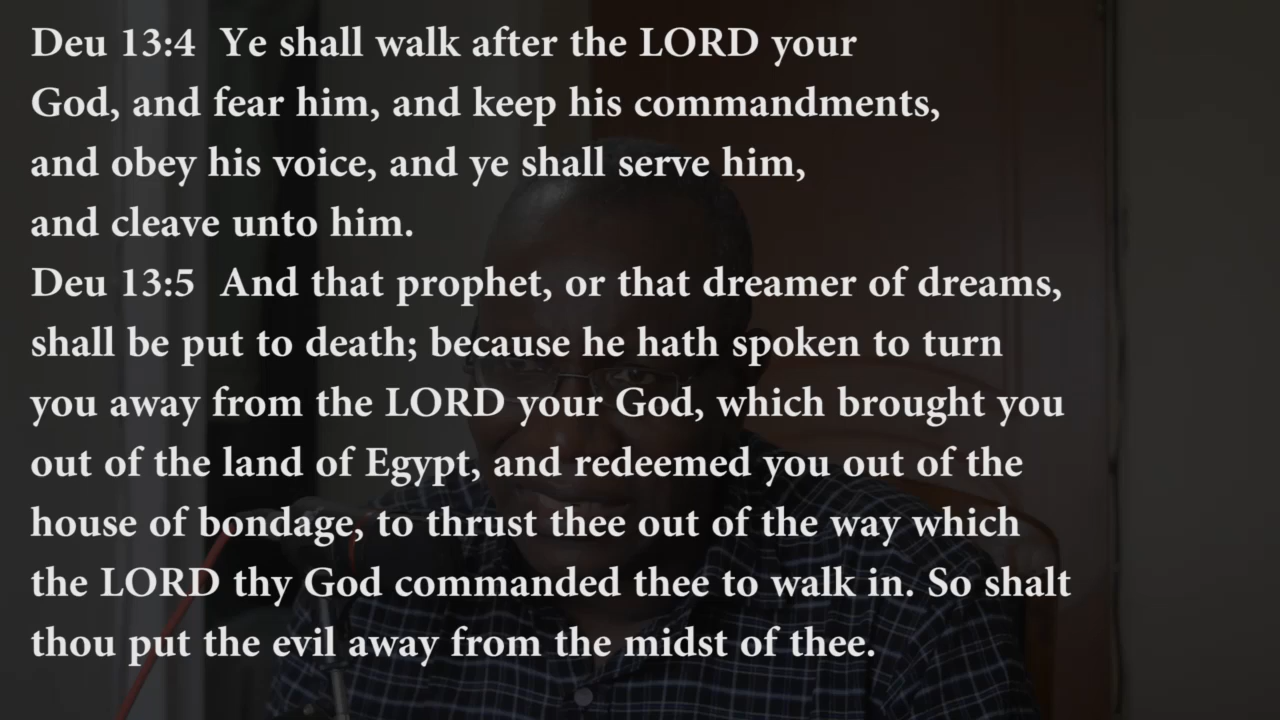 Deu 13:4  Ye shall walk after the LORD your
God, and fear him, and keep his commandments,
and obey his voice, and ye shall serve him,
and cleave unto him.
Deu 13:5  And that prophet, or that dreamer of dreams,
shall be put to death; because he hath spoken to turn
you away from the LORD your God, which brought you
out of the land of Egypt, and redeemed you out of the
house of bondage, to thrust thee out of the way which
the LORD thy God commanded thee to walk in. So shalt
thou put the evil away from the midst of thee.